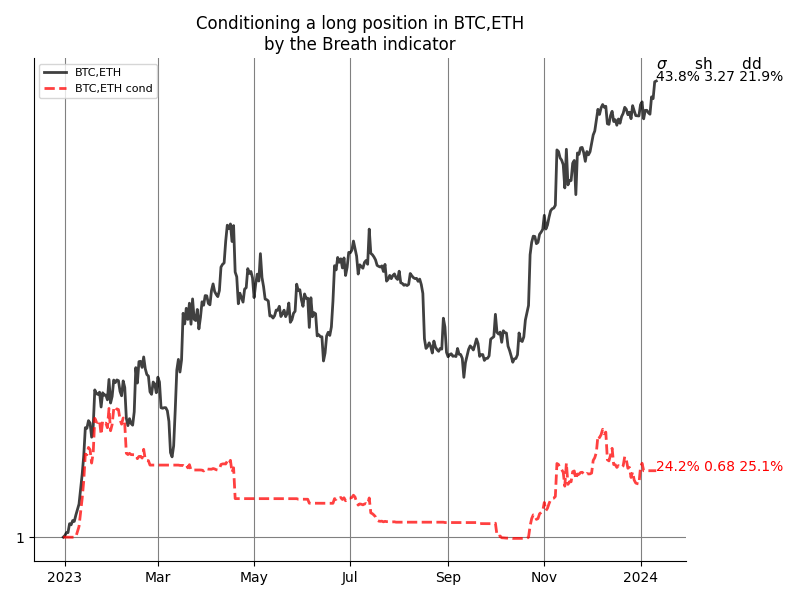 Conditioning a long position in BTC,ETH
by the Breath indicator
σ sh dd
43.8% 3.27 21.9%
BTC,ETH
BTC,ETH cond
24.2% 0.68 25.1%
1
2023 Mar May Jul Sep Nov 2024